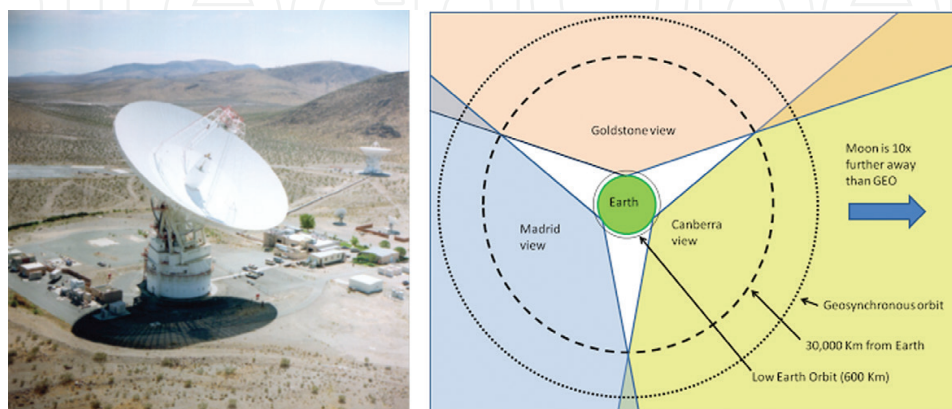 Goldstone view
Earth
Madrid
view
Canberra
view
Moon is 10x
further away
than GEO
Geosynchronous orbit
30,000 Km from Earth
Low Earth Orbit (600 Km)